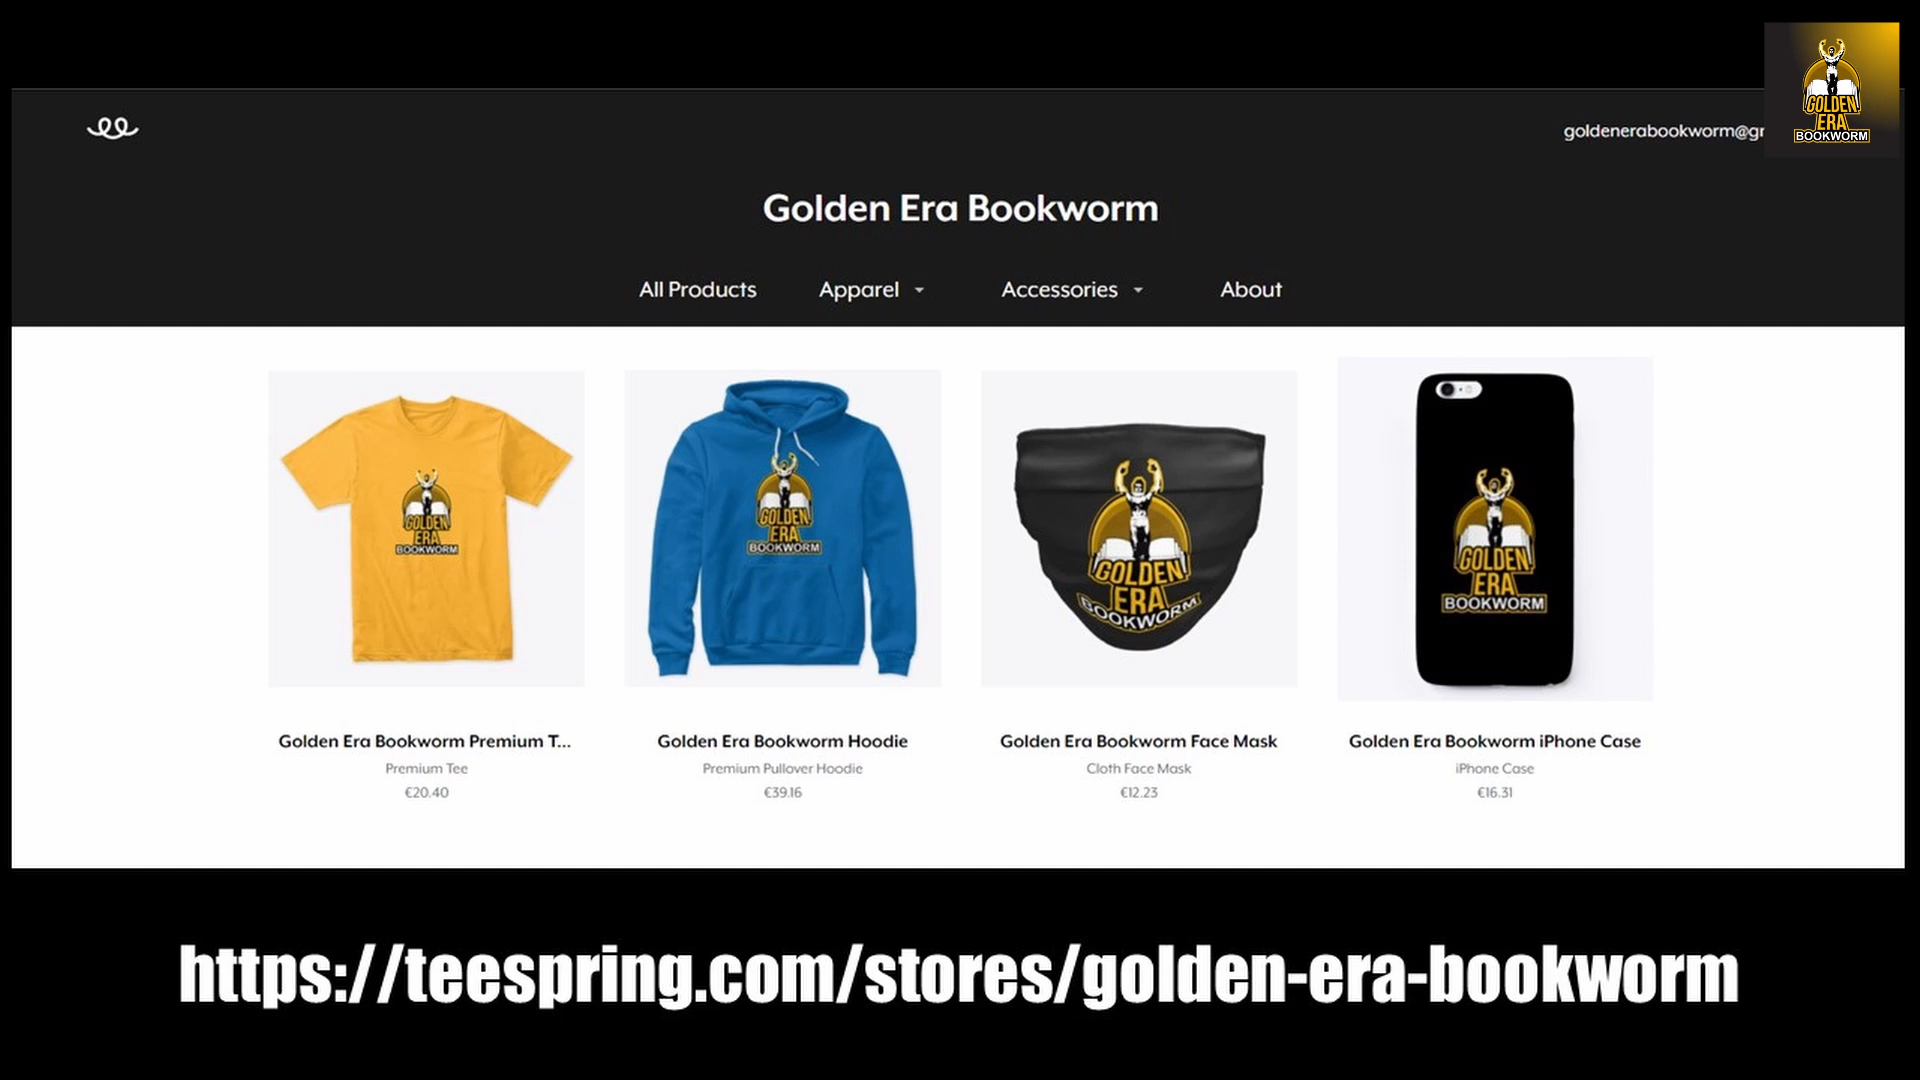 goldenerabookworm@gr
GOLDEN
ERA
BOOKWORM
Golden Era Bookworm
All Products
Apparel
Accessories
About
GOLDEN
ERA
BOOKWORM
GOLDEN
ERA
BOOKWORM
GOLDEN
ERA
BOOKWORM
GOLDEN
ERA
BOOKWORM
Golden Era Bookworm Premium T...
Premium Tee
€20.40
Golden Era Bookworm Hoodie
Premium Pullover Hoodie
€39.16
Golden Era Bookworm Face Mask
Cloth Face Mask
€12.23
Golden Era Bookworm iPhone Case
iPhone Case
€16.31
https://teespring.com/stores/golden-era-bookworm